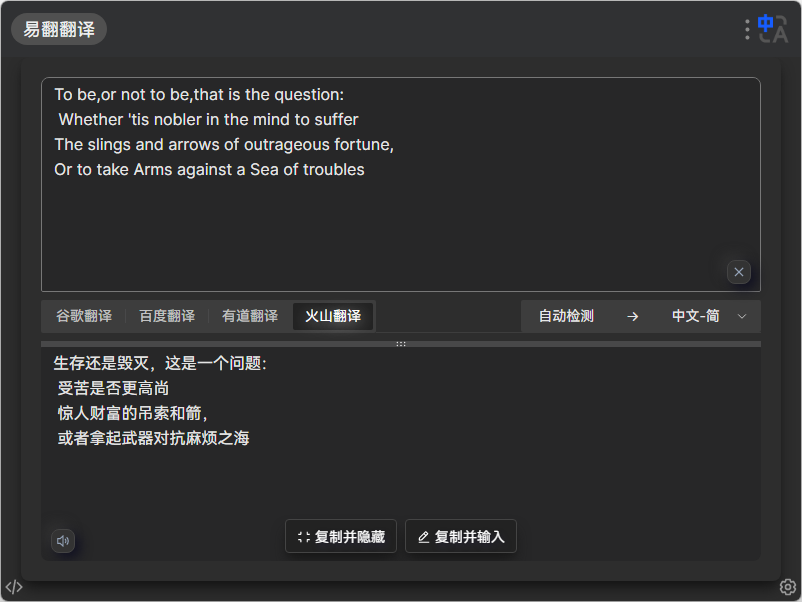 易翻翻译
中
A
To be,or not to be,that is the question:
Whether 'tis nobler in the mind to suffer
The slings and arrows of outrageous fortune,
Or to take Arms against a Sea of troubles
谷歌翻译 百度翻译 有道翻译 火山翻译 自动检测 → 中文-简
生存还是毁灭，这是一个问题：
受苦是否更高尚
惊人财富的吊索和箭，
或者拿起武器对抗麻烦之海
复制并隐藏 复制并输入